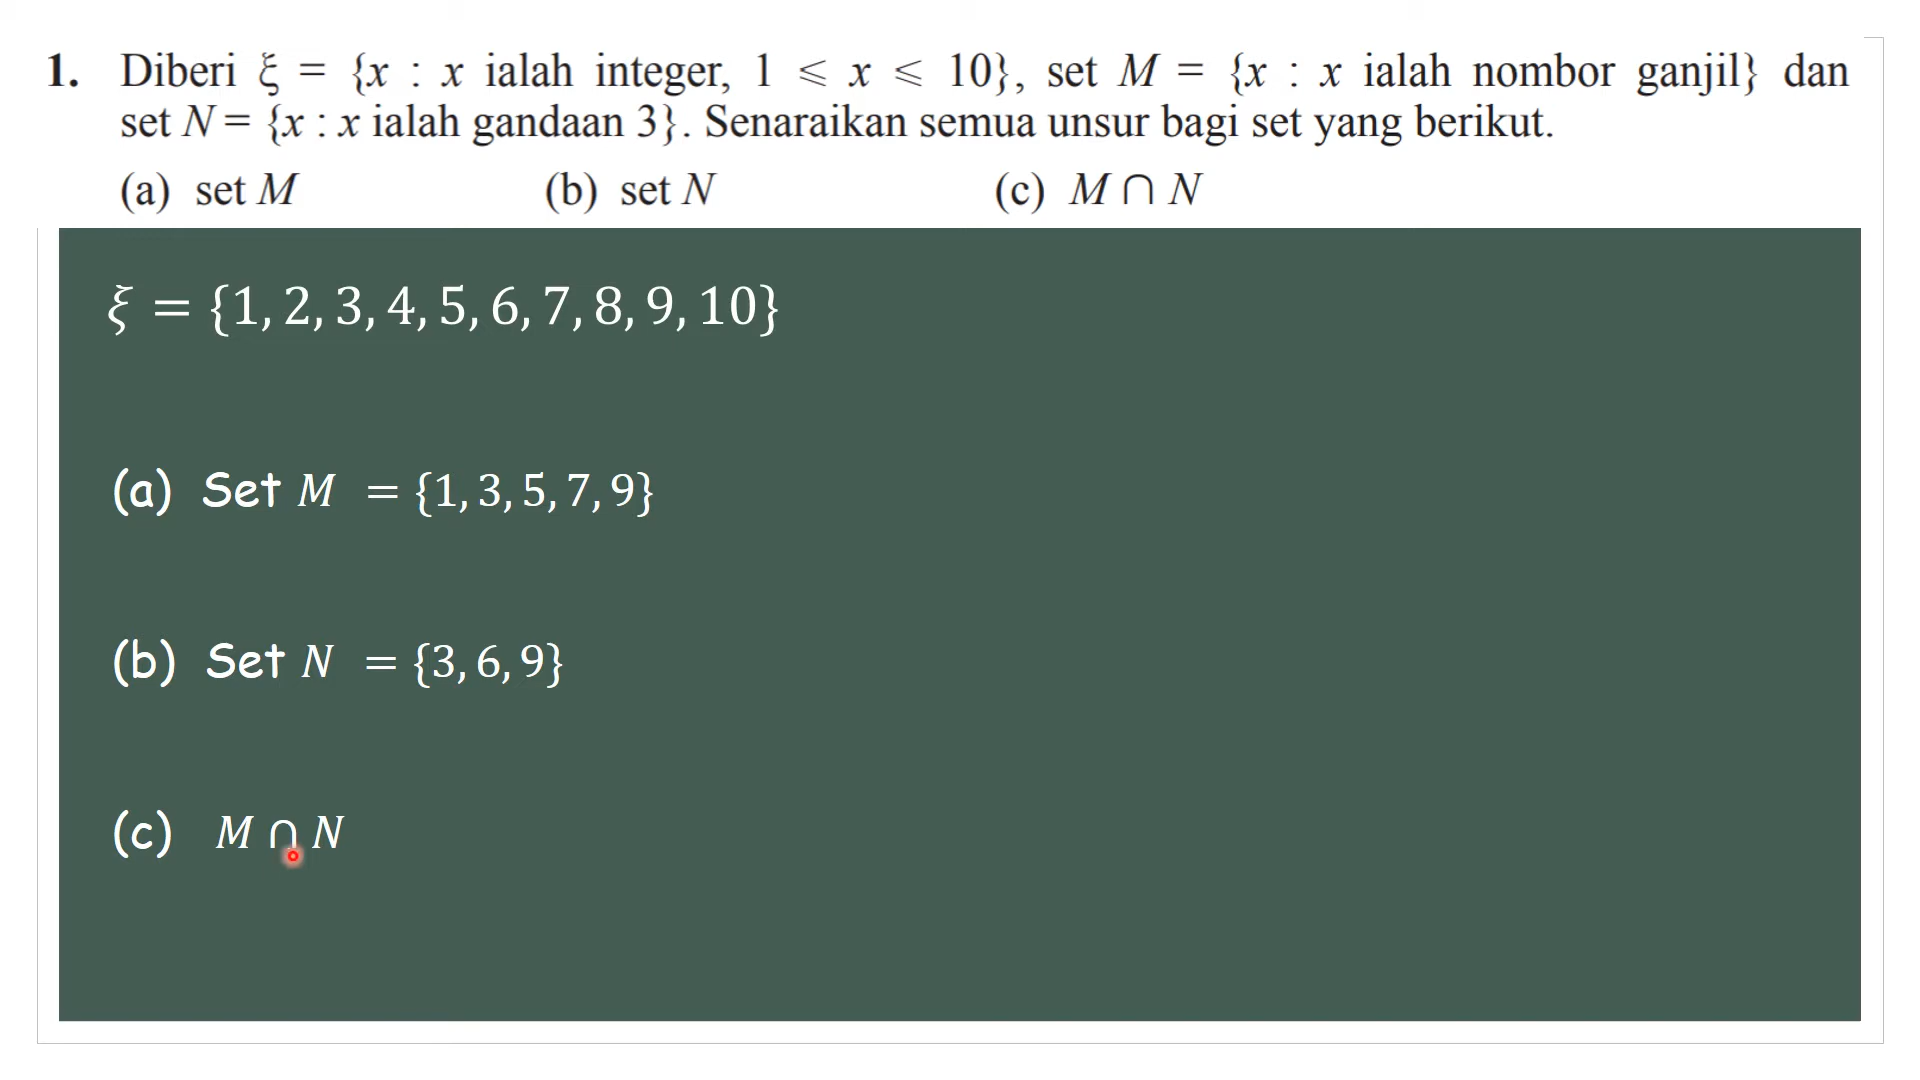 1. Diberi ξ = {x : x ialah integer, 1 ⩽ x ⩽ 10}, set M = {x : x ialah nombor ganjil} dan
set N = {x : x ialah gandaan 3}. Senaraikan semua unsur bagi set yang berikut.
(a) set M (b) set N (c) M ∩ N
ξ = {1, 2, 3, 4, 5, 6, 7, 8, 9, 10}
(a) Set M = {1, 3, 5, 7, 9}
(b) Set N = {3, 6, 9}
(c) M ∩ N